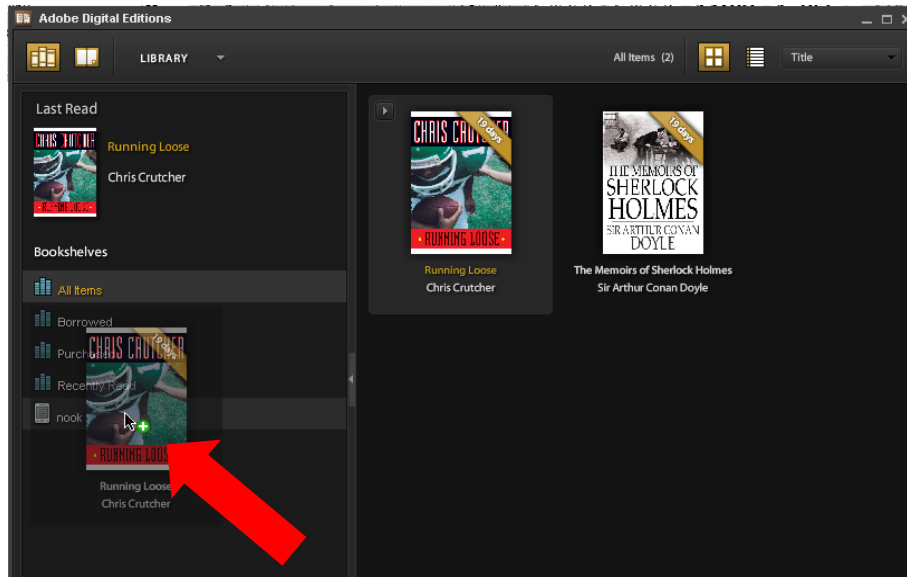 Adobe Digital Editions
LIBRARY
All Items (2)
Title
Last Read
CHRIS CRUTCHER
RUNNING LOOSE
Running Loose
Chris Crutcher
Bookshelves
All Items
Borrowed
Purchased
Recently Read
nook
CHRIS CRUTCHER
19 days
RUNNING LOOSE
Running Loose
Chris Crutcher
CHRIS CRUTCHER
19 days
RUNNING LOOSE
Running Loose
Chris Crutcher
19 days
THE MEMOIRS OF
SHERLOCK
HOLMES
SIR ARTHUR CONAN
DOYLE
The Memoirs of Sherlock Holmes
Sir Arthur Conan Doyle